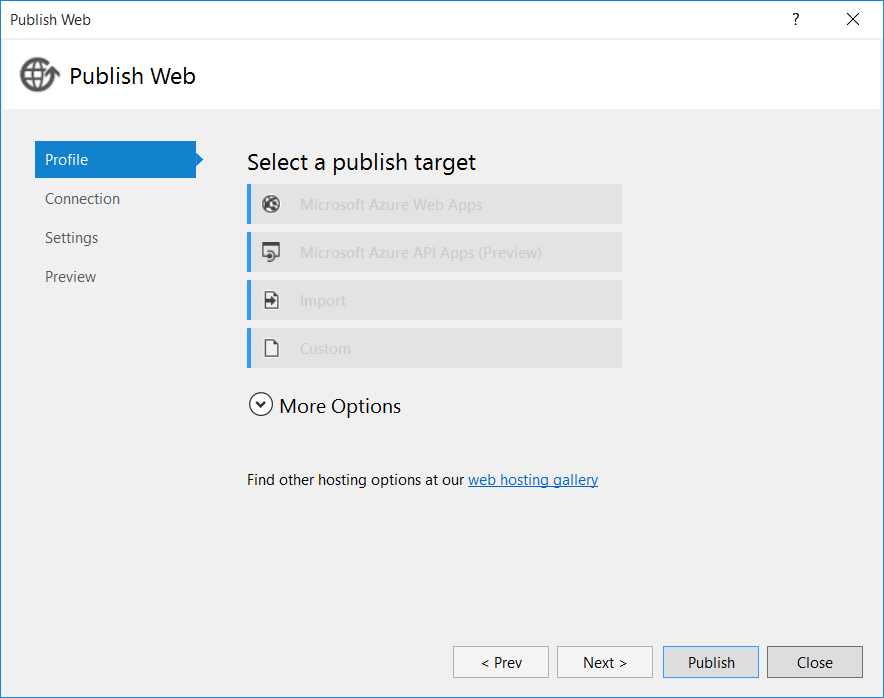 Publish Web
?
Publish Web
Profile
Connection
Settings
Preview
Select a publish target
Microsoft Azure Web Apps
Microsoft Azure API Apps (Preview)
Import
Custom
More Options
Find other hosting options at our web hosting gallery
< Prev
Next >
Publish
Close